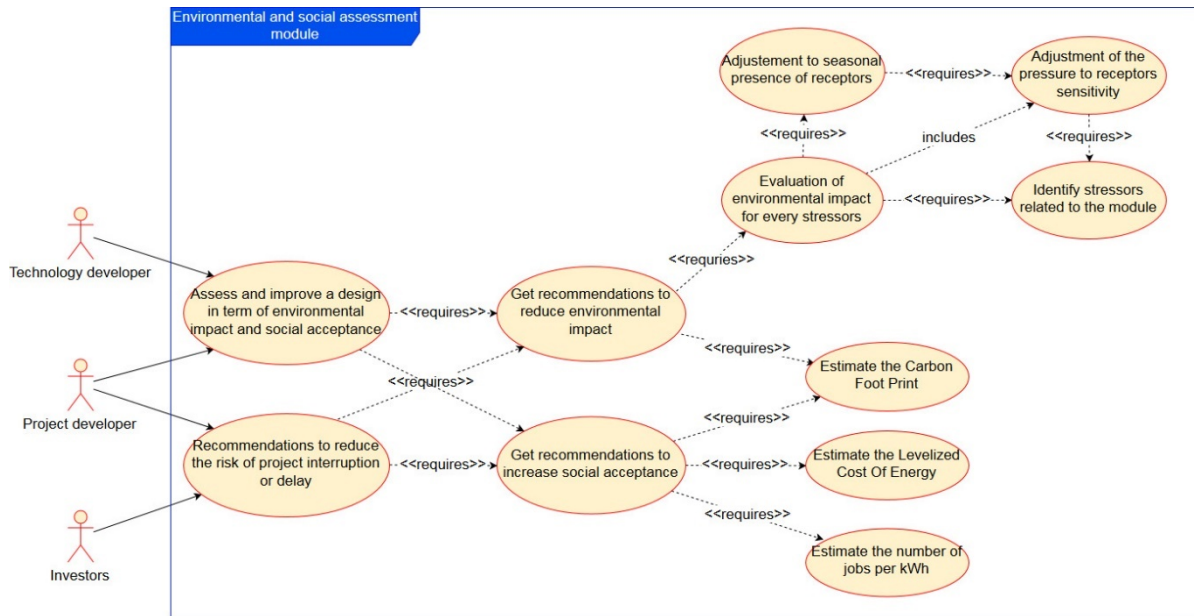 Environmental and social assessment
module
Adjustement to seasonal
presence of receptors
<<requires>>
Adjustment of the
pressure to receptors
sensitivity
<<requires>>
includes
<<requires>>
Evaluation of
environmental impact
for every stressors
<<requires>>
Identify stressors
related to the module
Technology developer
<<requries>>
Assess and improve a design
in term of environmental
impact and social acceptance
<<requires>>
Get recommendations to
reduce environmental
impact
<<requires>>
Estimate the Carbon
Foot Print
<<requires>>
Project developer
<<requires>>
Recommendations to reduce
the risk of project interruption
or delay
<<requires>>
Get recommendations to
increase social acceptance
<<requires>>
Estimate the Levelized
Cost Of Energy
<<requires>>
Estimate the number of
jobs per kWh
Investors